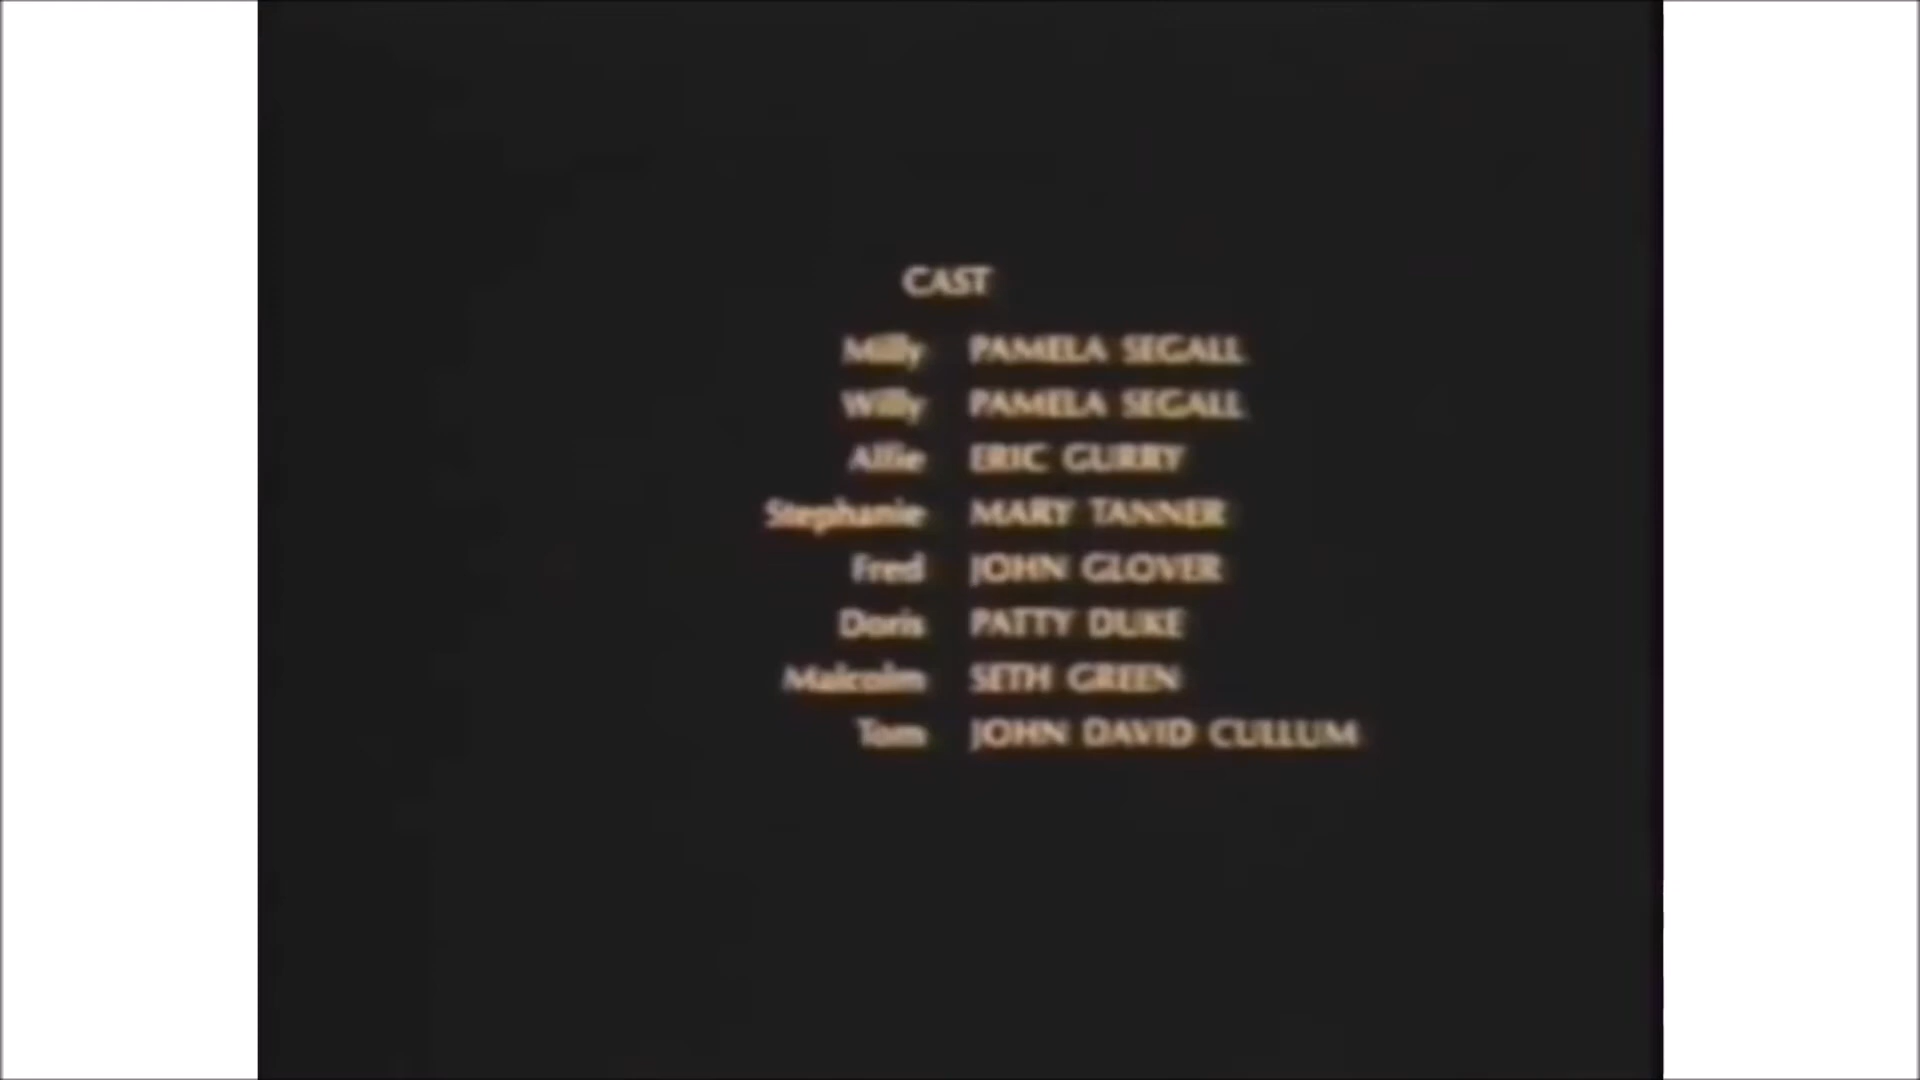 CAST
Milly PAMELA SEGALL
Willy PAMELA SEGALL
Alfie ERIC GURRY
Stephanie MARY TANNER
Fred JOHN GLOVER
Doris PATTY DUKE
Malcolm SETH GREEN
Tom JOHN DAVID CULLUM